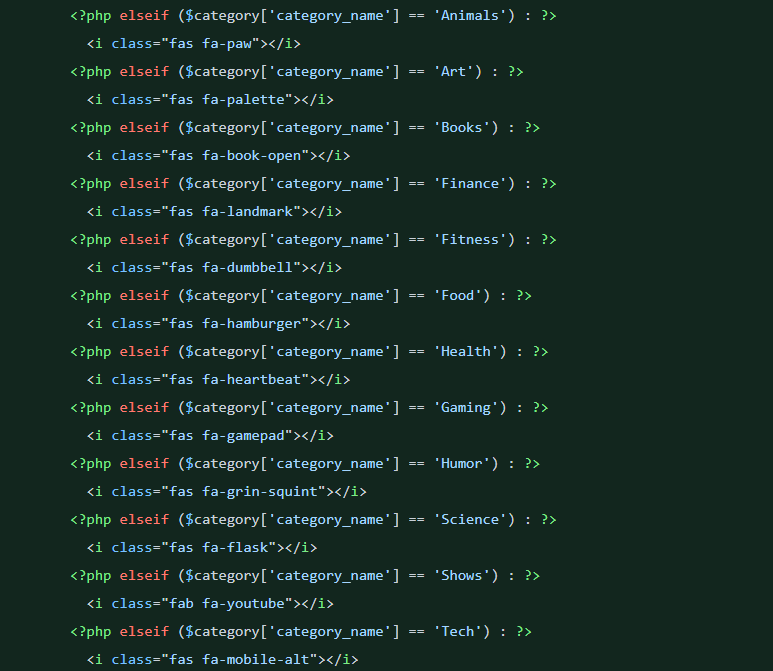 <?php elseif ($category['category_name'] == 'Animals') : ?>
<i class="fas fa-paw"></i>
<?php elseif ($category['category_name'] == 'Art') : ?>
<i class="fas fa-palette"></i>
<?php elseif ($category['category_name'] == 'Books') : ?>
<i class="fas fa-book-open"></i>
<?php elseif ($category['category_name'] == 'Finance') : ?>
<i class="fas fa-landmark"></i>
<?php elseif ($category['category_name'] == 'Fitness') : ?>
<i class="fas fa-dumbbell"></i>
<?php elseif ($category['category_name'] == 'Food') : ?>
<i class="fas fa-hamburger"></i>
<?php elseif ($category['category_name'] == 'Health') : ?>
<i class="fas fa-heartbeat"></i>
<?php elseif ($category['category_name'] == 'Gaming') : ?>
<i class="fas fa-gamepad"></i>
<?php elseif ($category['category_name'] == 'Humor') : ?>
<i class="fas fa-grin-squint"></i>
<?php elseif ($category['category_name'] == 'Science') : ?>
<i class="fas fa-flask"></i>
<?php elseif ($category['category_name'] == 'Shows') : ?>
<i class="fab fa-youtube"></i>
<?php elseif ($category['category_name'] == 'Tech') : ?>
<i class="fas fa-mobile-alt"></i>